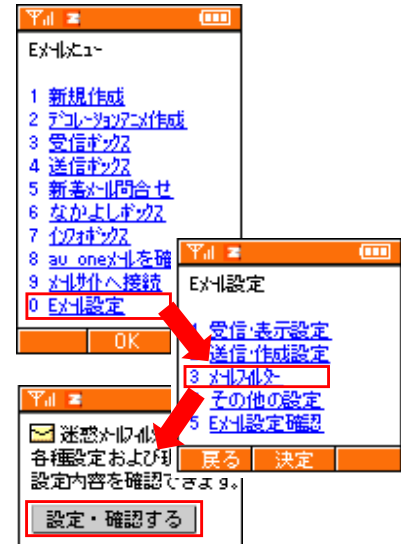 Eﾒｰﾙﾒﾆｭｰ
1 新規作成
2 ﾃﾞｺﾚｰｼｮﾝｱﾆﾒ作成
3 受信ﾎﾞｯｸｽ
4 送信ﾎﾞｯｸｽ
5 新着ﾒｰﾙ問合せ
6 なかよしﾎﾞｯｸｽ
7 ｲﾝﾌｫﾎﾞｯｸｽ
8 au oneﾒｰﾙを確
9 ﾒｰﾙｻｲﾄへ接続
0 Eﾒｰﾙ設定
OK
Eﾒｰﾙ設定
1 受信･表示設定
送信･作成設定
3 ﾒｰﾙﾌｨﾙﾀｰ
その他の設定
5 Eﾒｰﾙ設定確認
戻る 決定
迷惑ﾒｰﾙﾌｨﾙ
各種設定および
設定内容を確認できます。
設定・確認する